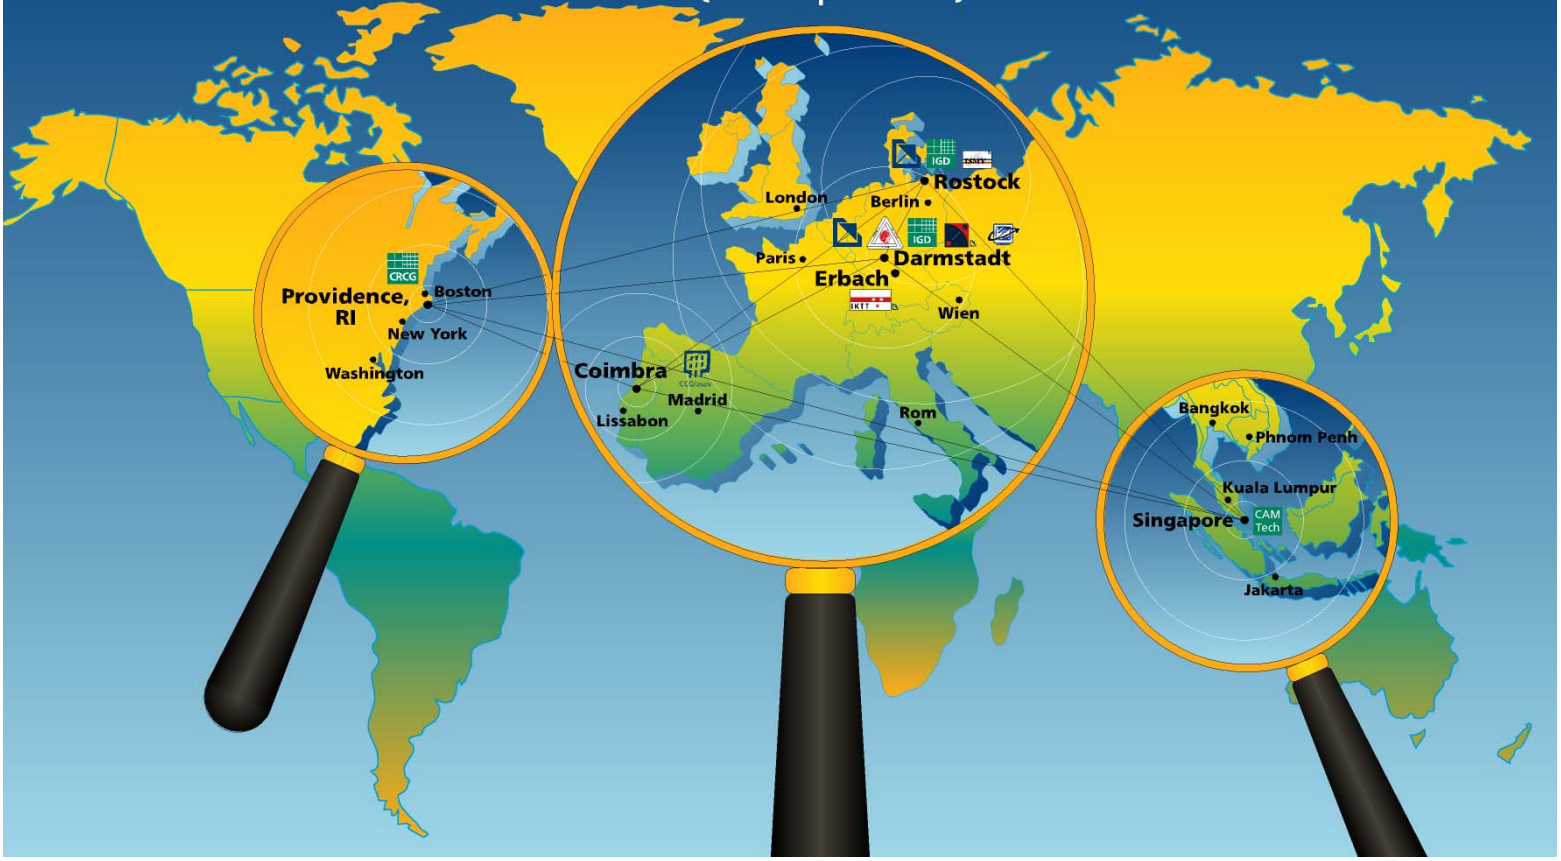 IGD
Rostock
London
Berlin
IGD
Paris
Darmstadt
Erbach
CRCG
Providence,
RI
Boston
IKTT
Wien
New York
Washington
Coimbra
Madrid
Lissabon
Rom
Bangkok
Phnom Penh
Kuala Lumpur
Singapore
CAM
Tech
Jakarta